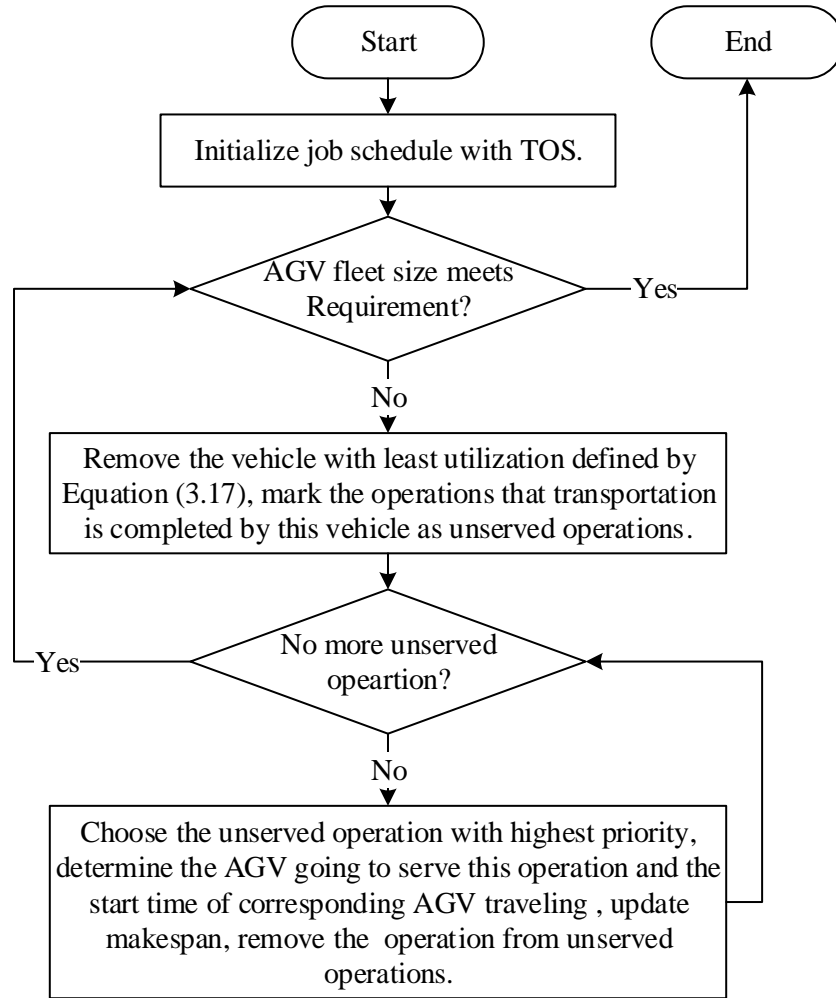 Start
End
Initialize job schedule with TOS.
AGV fleet size meets
Requirement?
Yes
No
Remove the vehicle with least utilization defined by
Equation (3.17), mark the operations that transportation
is completed by this vehicle as unserved operations.
No more unserved
opeartion?
Yes
No
Choose the unserved operation with highest priority,
determine the AGV going to serve this operation and the
start time of corresponding AGV traveling , update
makespan, remove the  operation from unserved
operations.